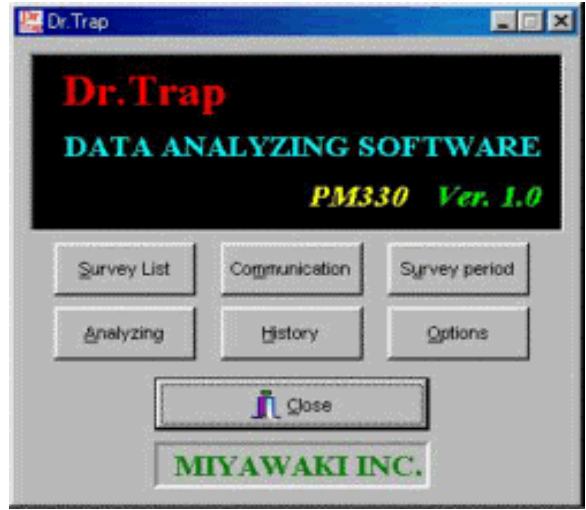 Dr.Trap
Dr.Trap
DATA ANALYZING SOFTWARE
PM330 Ver. 1.0
Survey List Communication Survey period
Analyzing History Options
Close
MIYAWAKI INC.